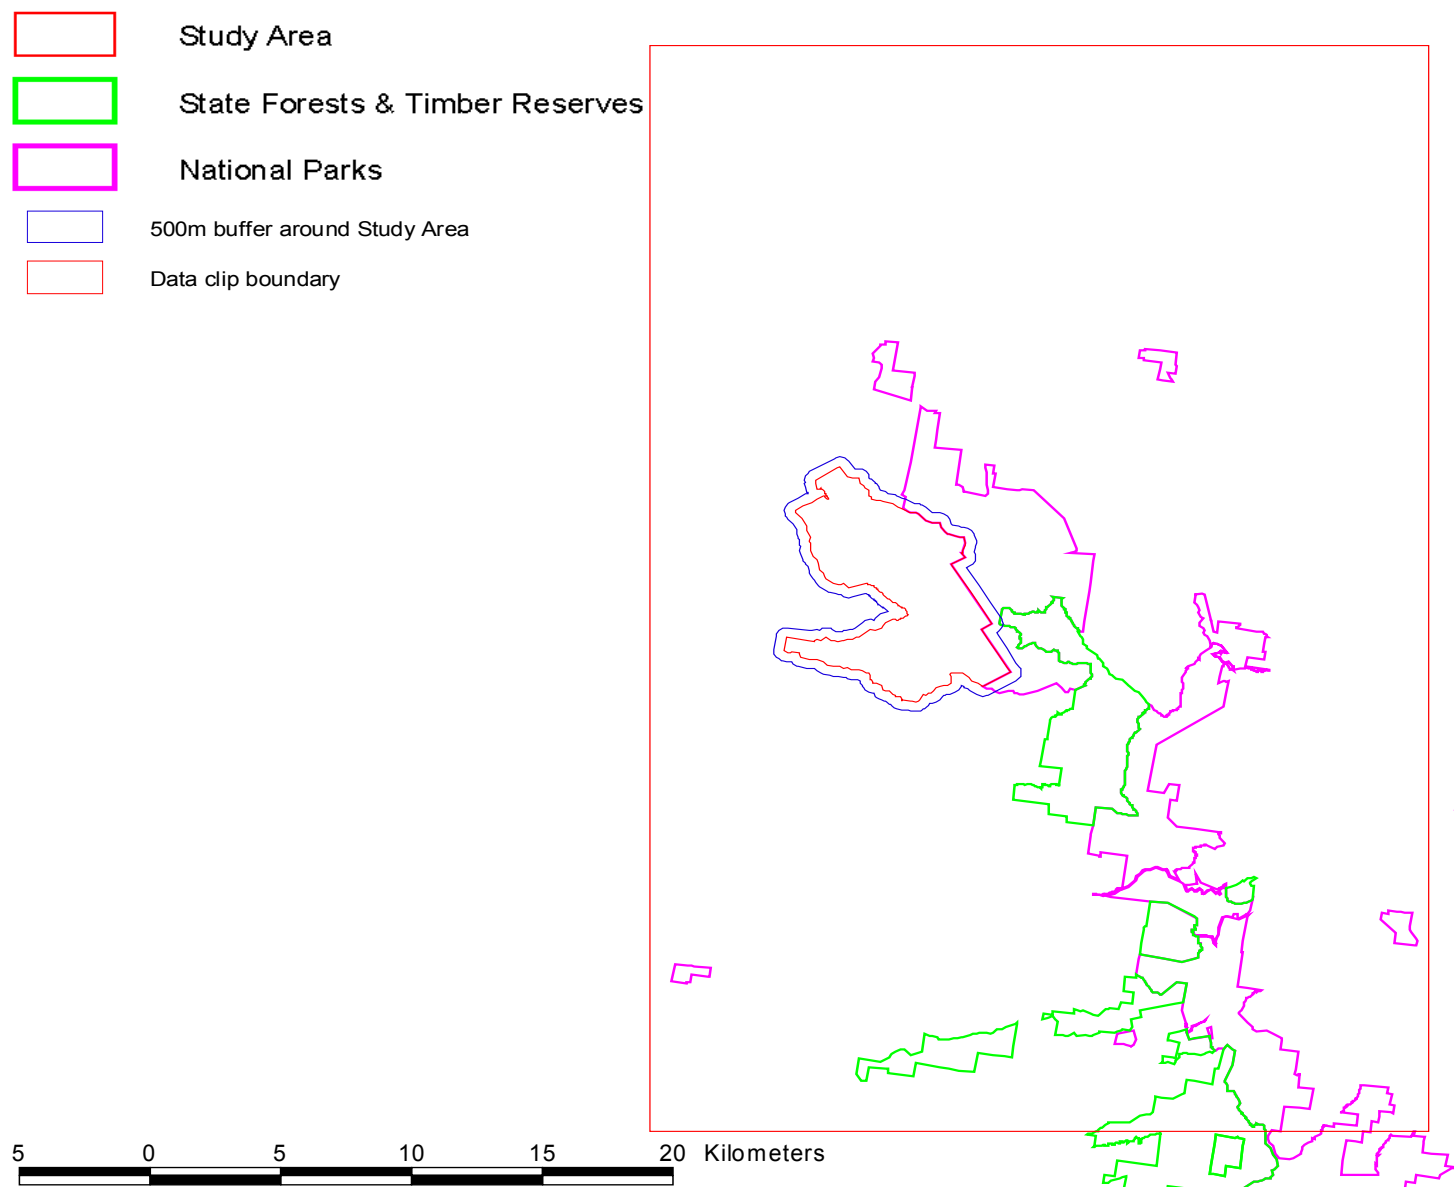 Study Area
State Forests & Timber Reserves
National Parks
500m buffer around Study Area
Data clip boundary
5 0 5 10 15 20 Kilometers